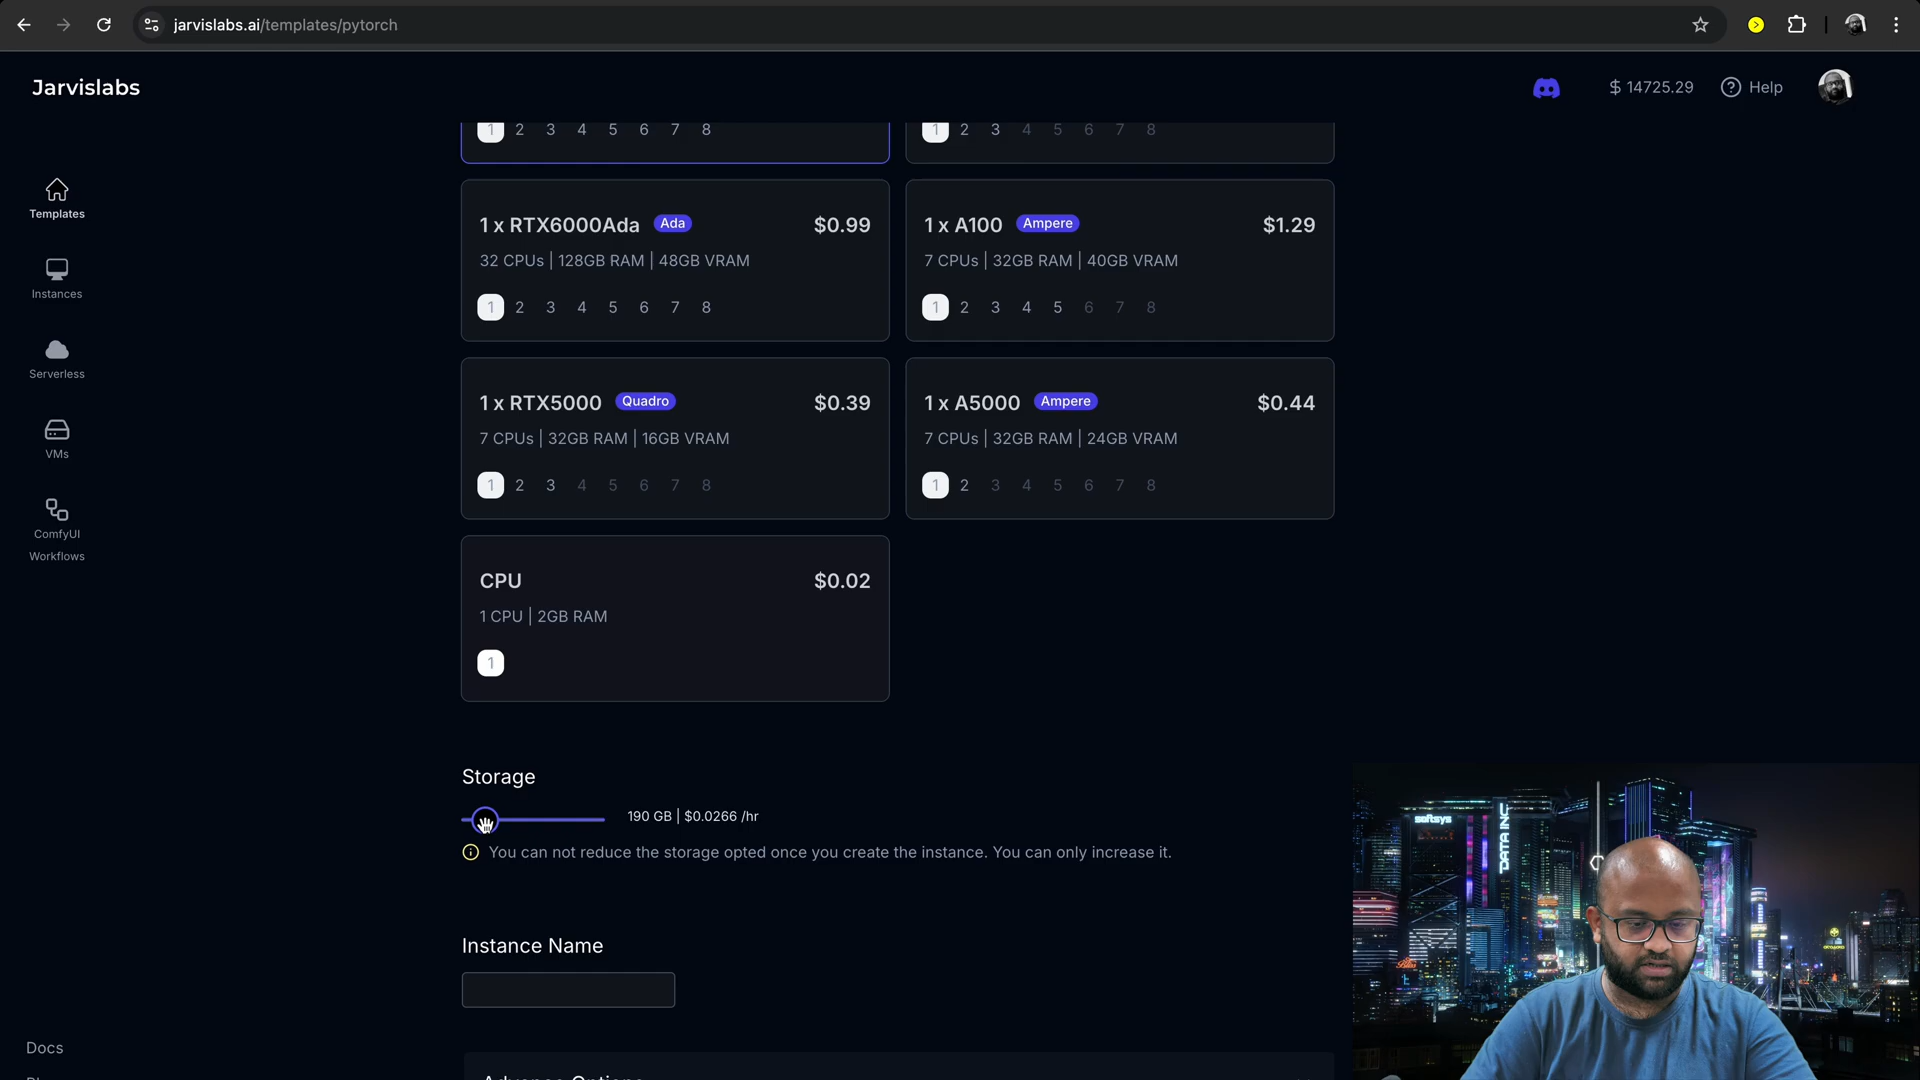 jarvislabs.ai/templates/pytorch
Jarvislabs
$ 14725.29
Help
1 2 3 4 5 6 7 8
1 2 3 4 5 6 7 8
Templates
1 x RTX6000Ada Ada $0.99
32 CPUs | 128GB RAM | 48GB VRAM
1 2 3 4 5 6 7 8
1 x A100 Ampere $1.29
7 CPUs | 32GB RAM | 40GB VRAM
1 2 3 4 5 6 7 8
Instances
Serverless
1 x RTX5000 Quadro $0.39
7 CPUs | 32GB RAM | 16GB VRAM
1 2 3 4 5 6 7 8
1 x A5000 Ampere $0.44
7 CPUs | 32GB RAM | 24GB VRAM
1 2 3 4 5 6 7 8
VMs
ComfyUI
Workflows
CPU $0.02
1 CPU | 2GB RAM
1
Storage
190 GB | $0.0266 /hr
You can not reduce the storage opted once you create the instance. You can only increase it.
Instance Name
Docs
softsys
DATA INC